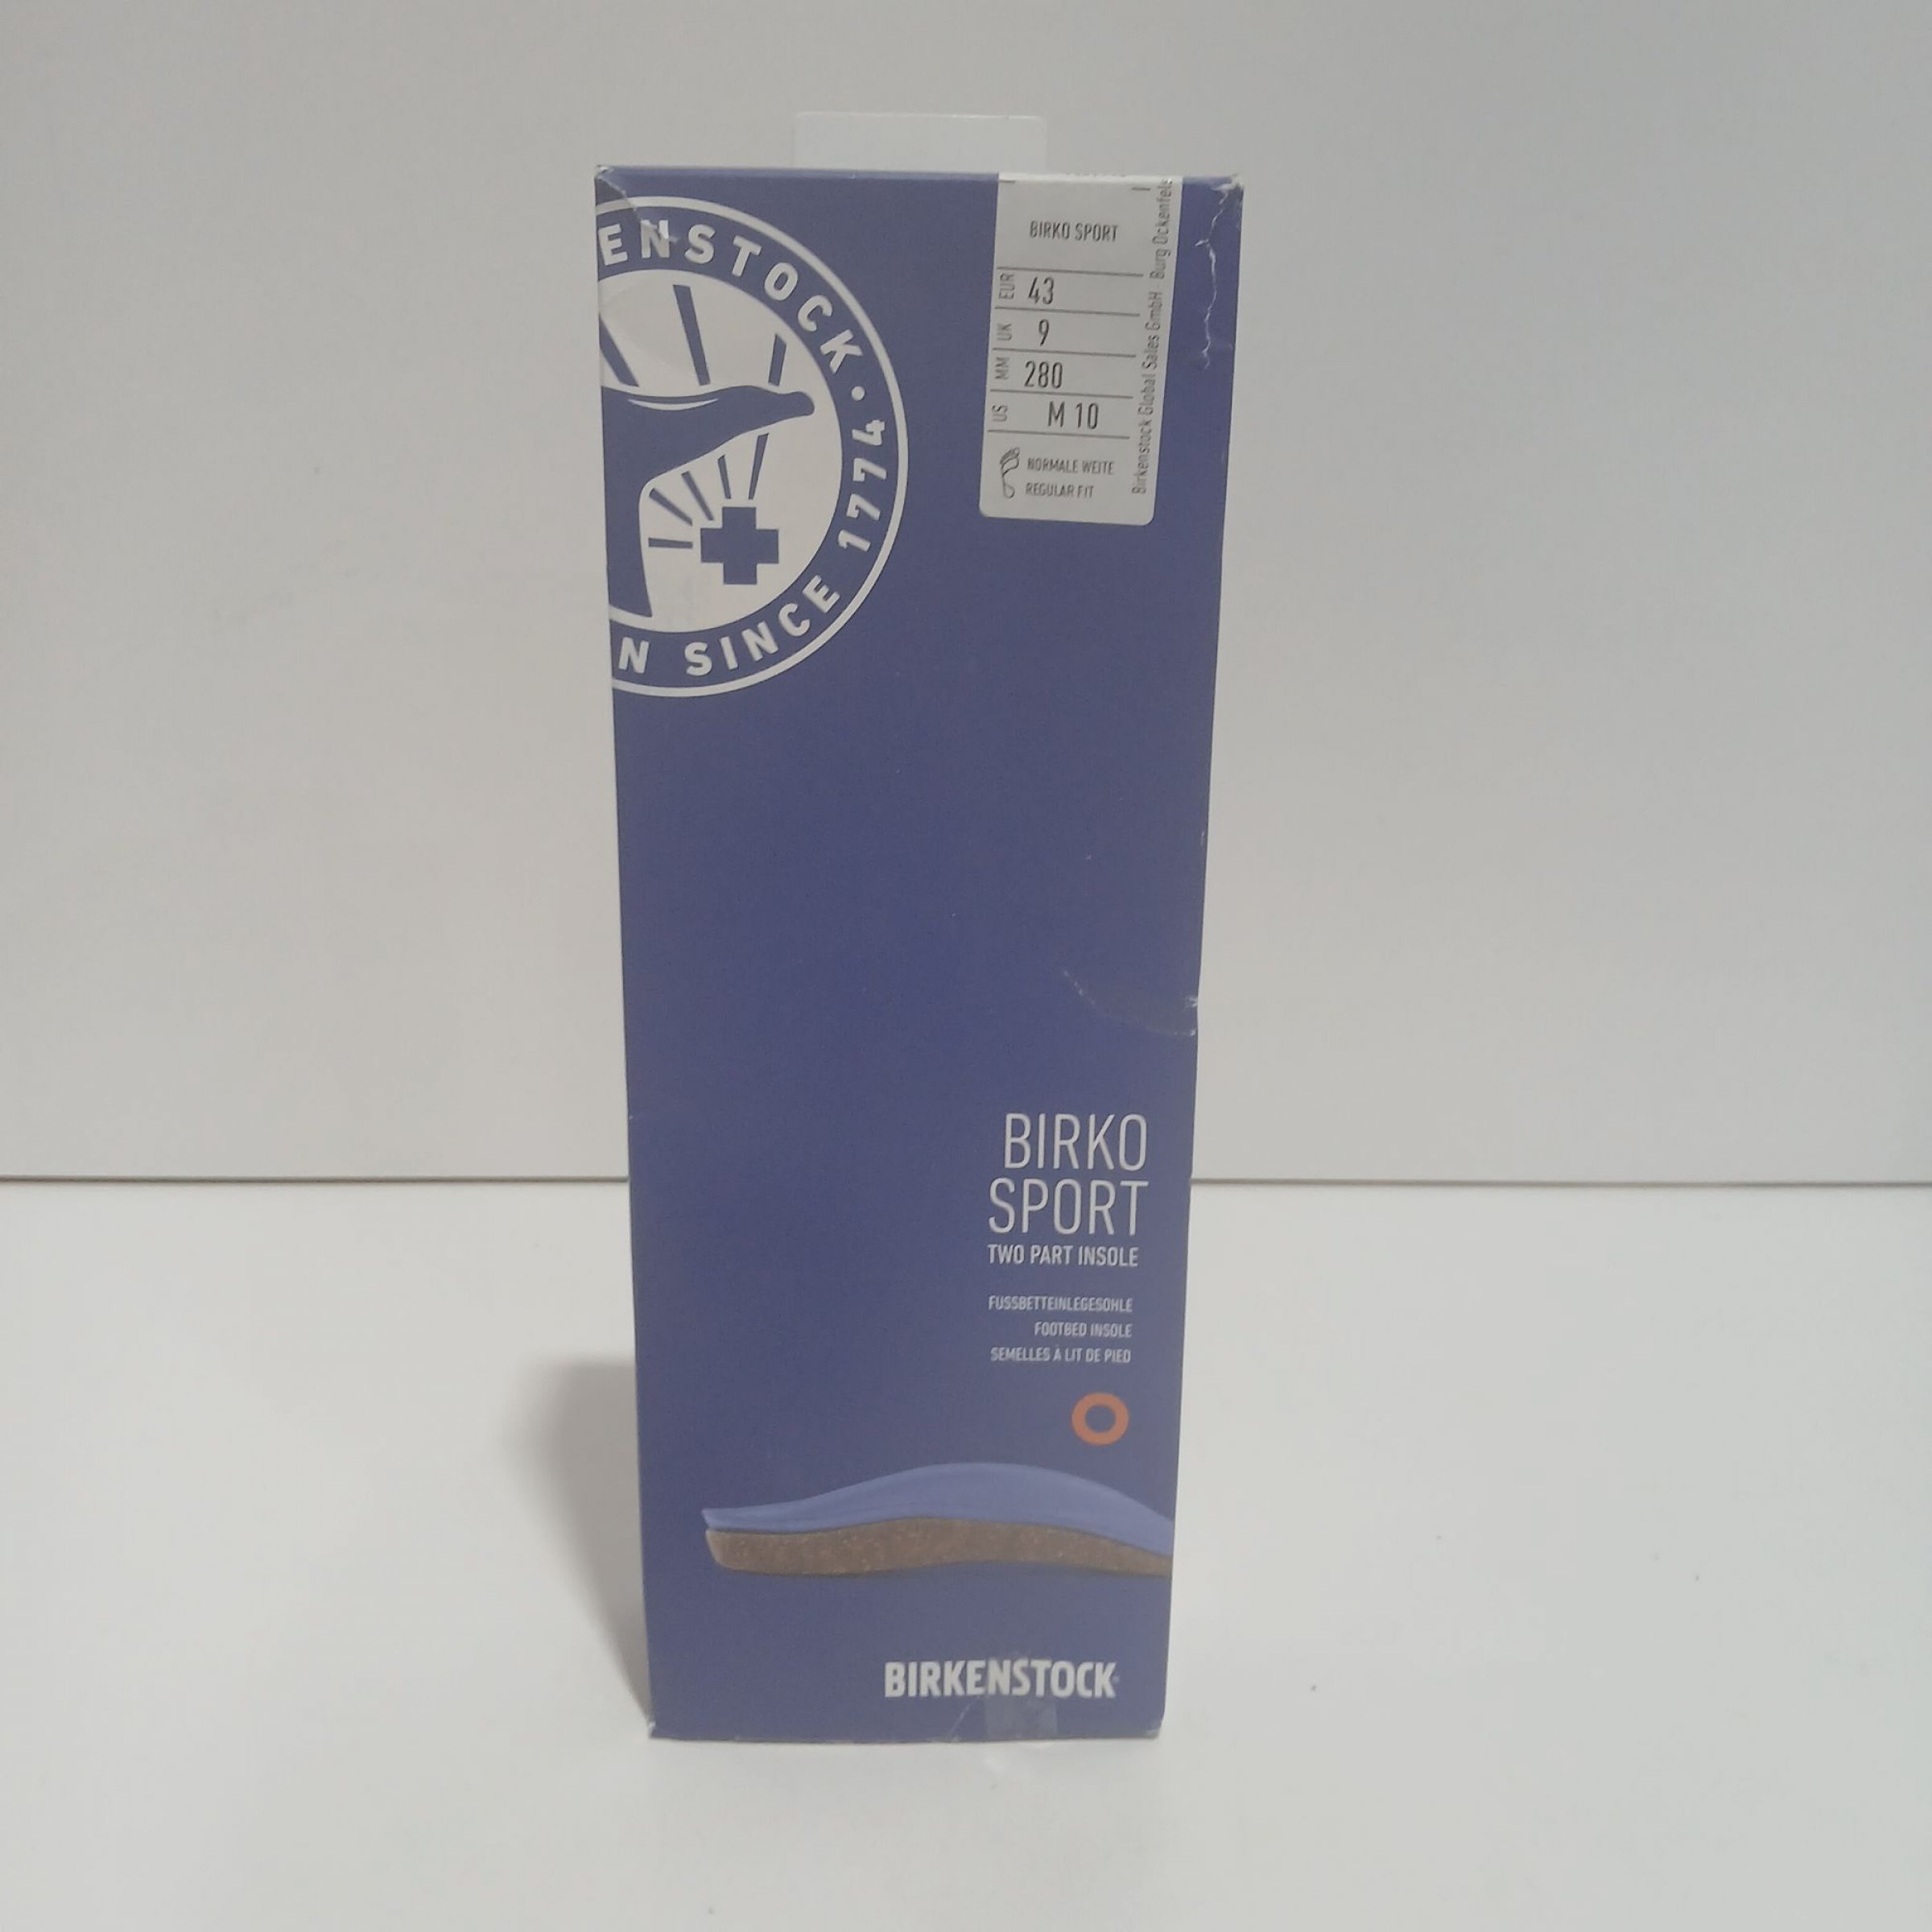 ENSTOCK • 1774
N SINCE
BIRKO SPORT
EUR 43
UK 9
MM 280
US M 10
NORMALE WEITE
REGULAR FIT
Birkenstock Global Sales GmbH · Burg Ockenfels
BIRKO
SPORT
TWO PART INSOLE
FUSSBETTEINLEGESOHLE
FOOTBED INSOLE
SEMELLES À LIT DE PIED
BIRKENSTOCK